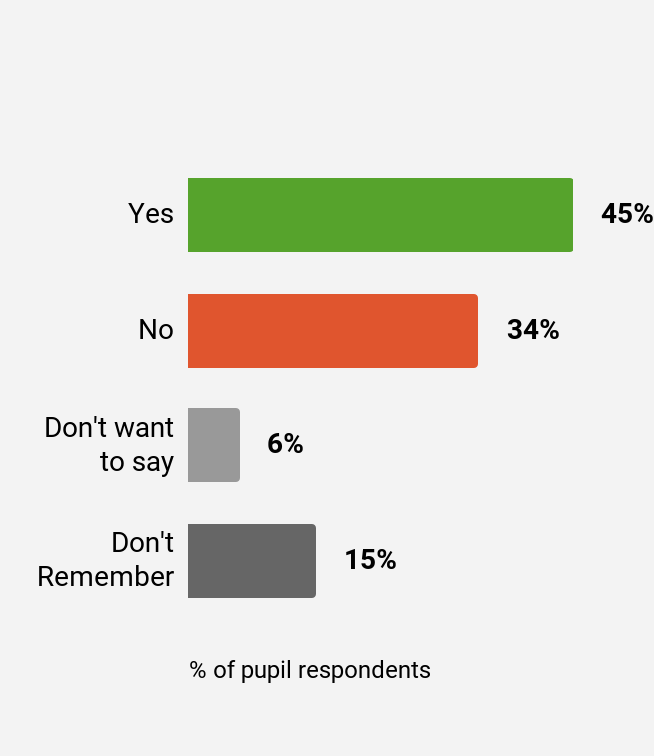 Yes
45%
No
34%
Don't want
to say
6%
Don't
Remember
15%
% of pupil respondents